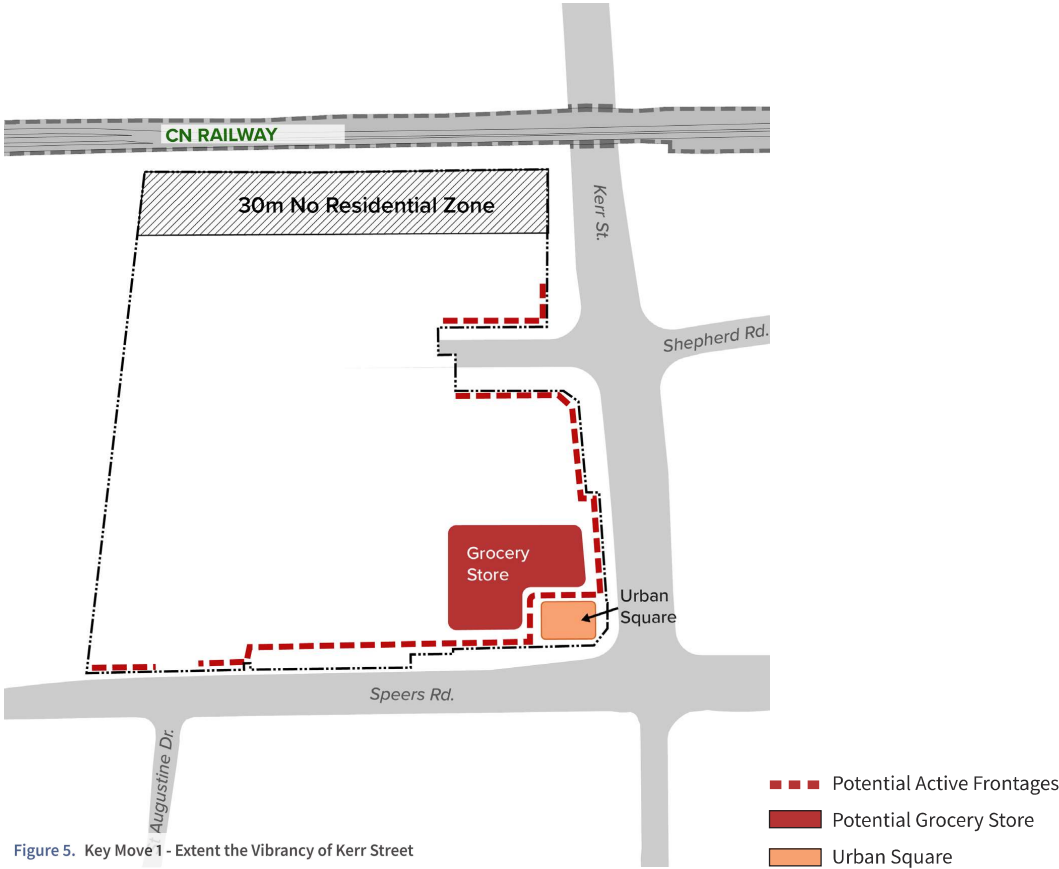 CN RAILWAY
30m No Residential Zone
Kerr St.
Shepherd Rd.
Grocery
Store
Urban
Square
Speers Rd.
Augustine Dr.
Potential Active Frontages
Potential Grocery Store
Urban Square
Figure 5. Key Move 1 - Extent the Vibrancy of Kerr Street